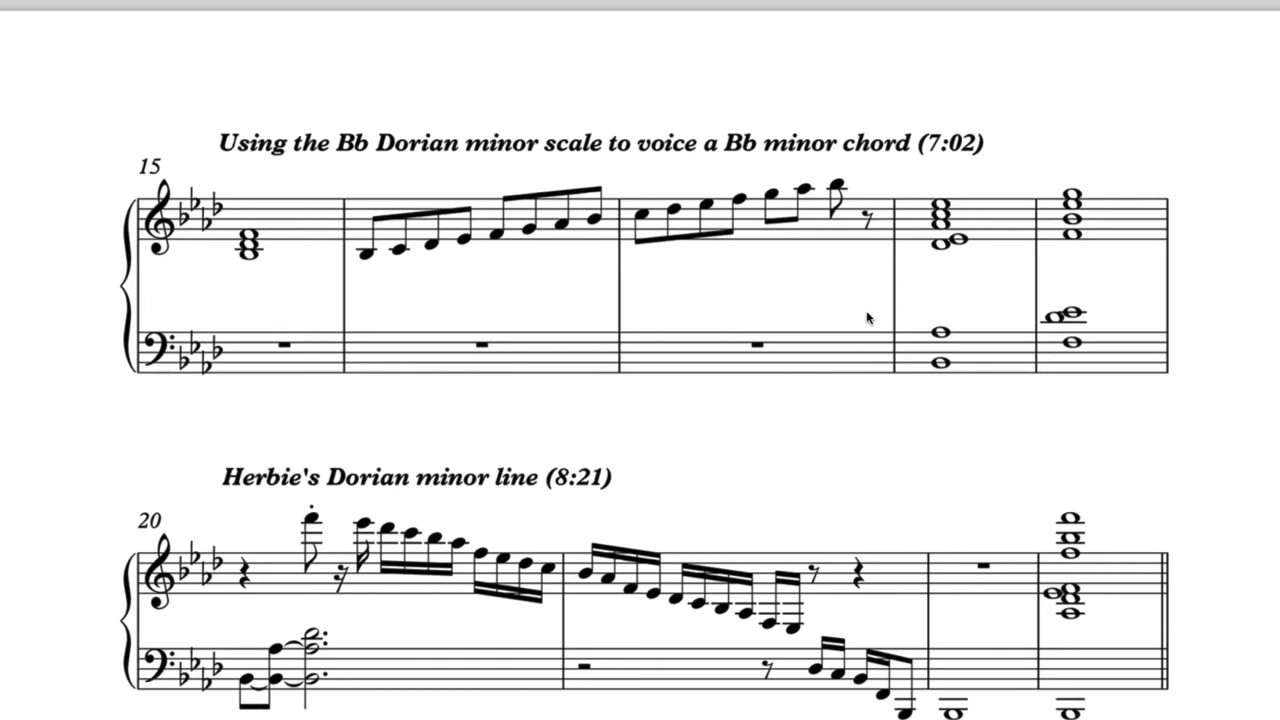 Using the Bb Dorian minor scale to voice a Bb minor chord (7:02)
15
Herbie's Dorian minor line (8:21)
20